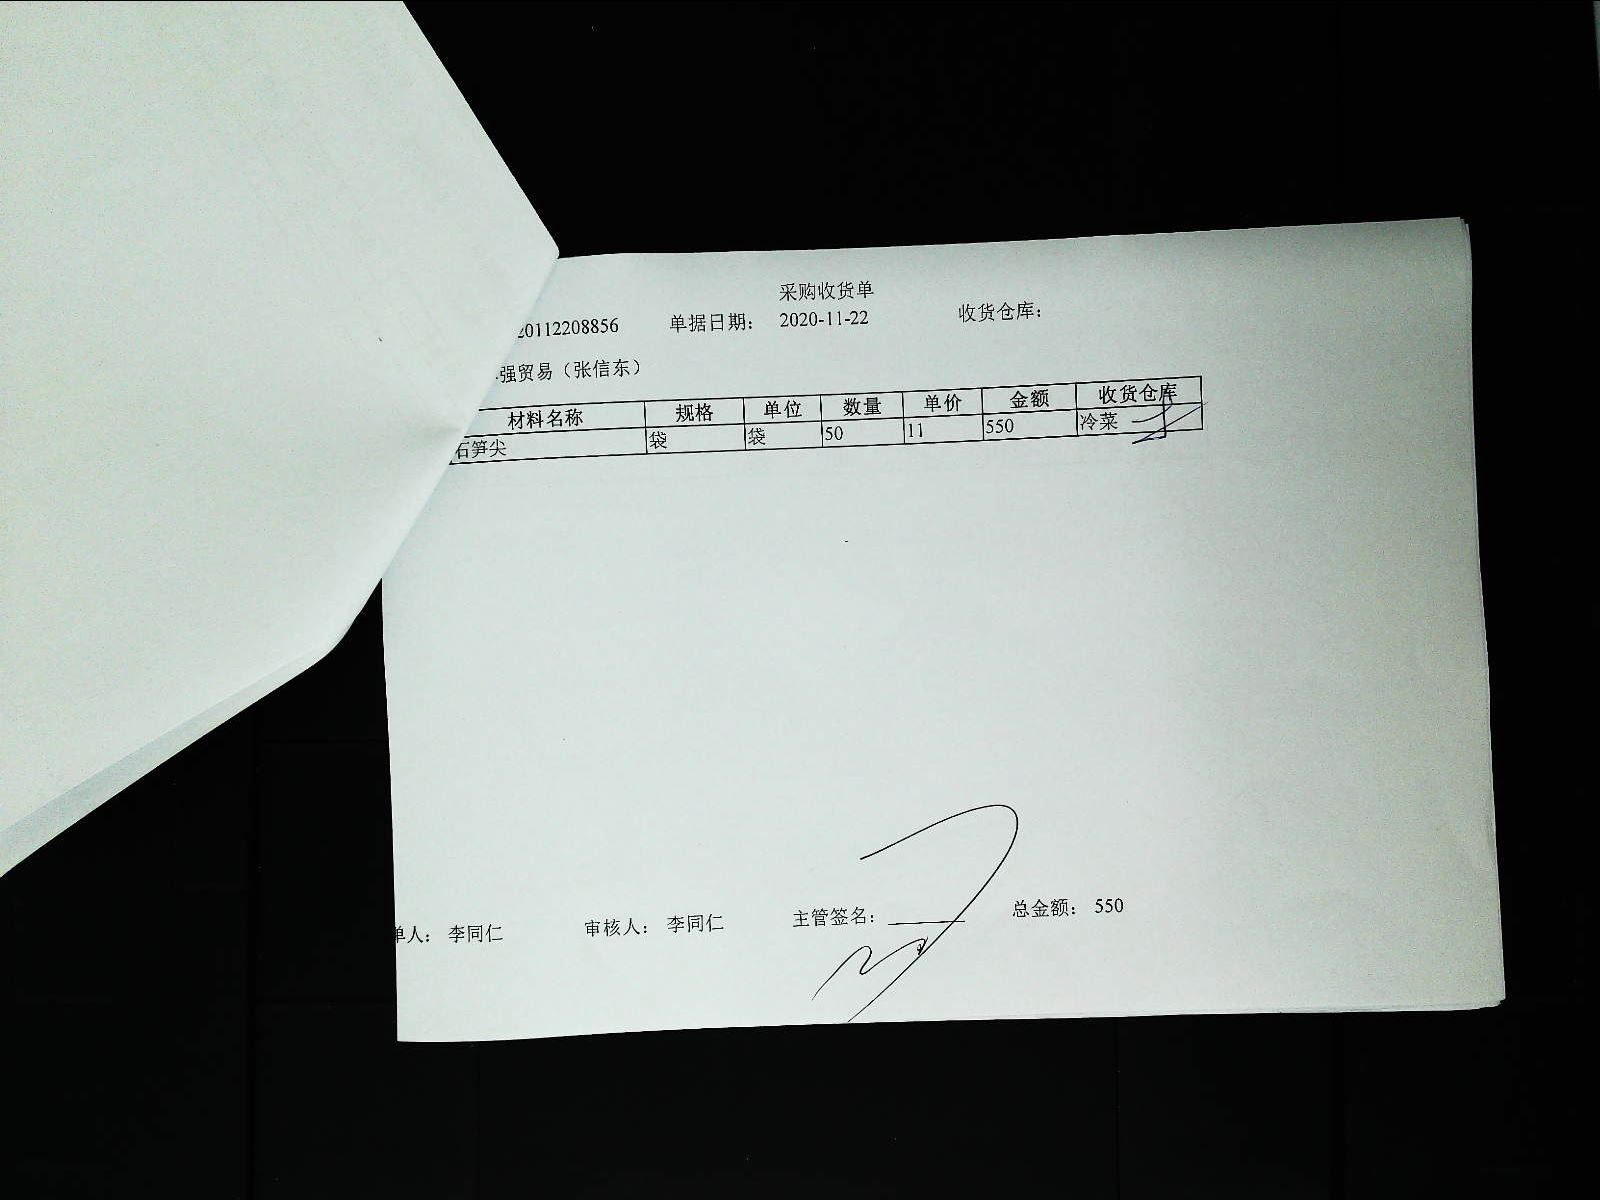 采购收货单
20112208856 单据日期： 2020-11-22 收货仓库：
强贸易（张信东）
材料名称 规格 单位 数量 单价 金额 收货仓库
石笋尖 袋 袋 50 11 550 冷菜
单人： 李同仁 审核人： 李同仁 主管签名： 总金额： 550